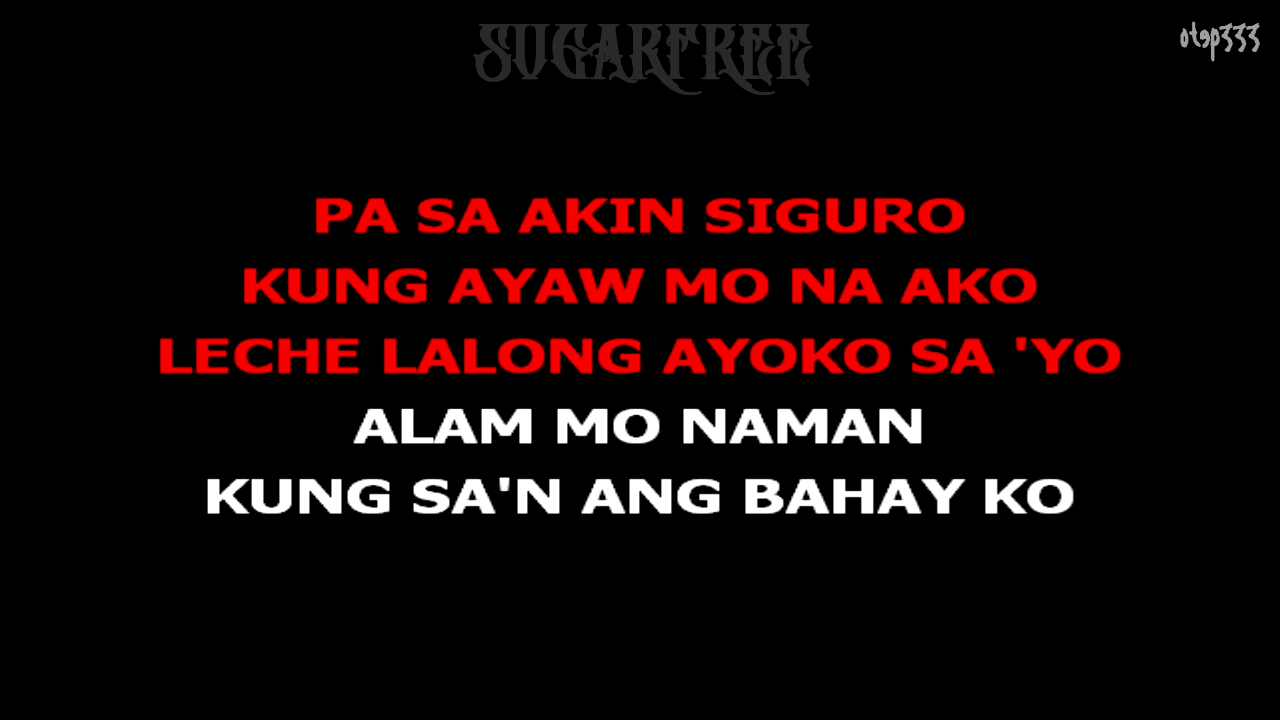 SUGARFREE
otep333
PA SA AKIN SIGURO
KUNG AYAW MO NA AKO
LECHE LALONG AYOKO SA 'YO
ALAM MO NAMAN
KUNG SA'N ANG BAHAY KO